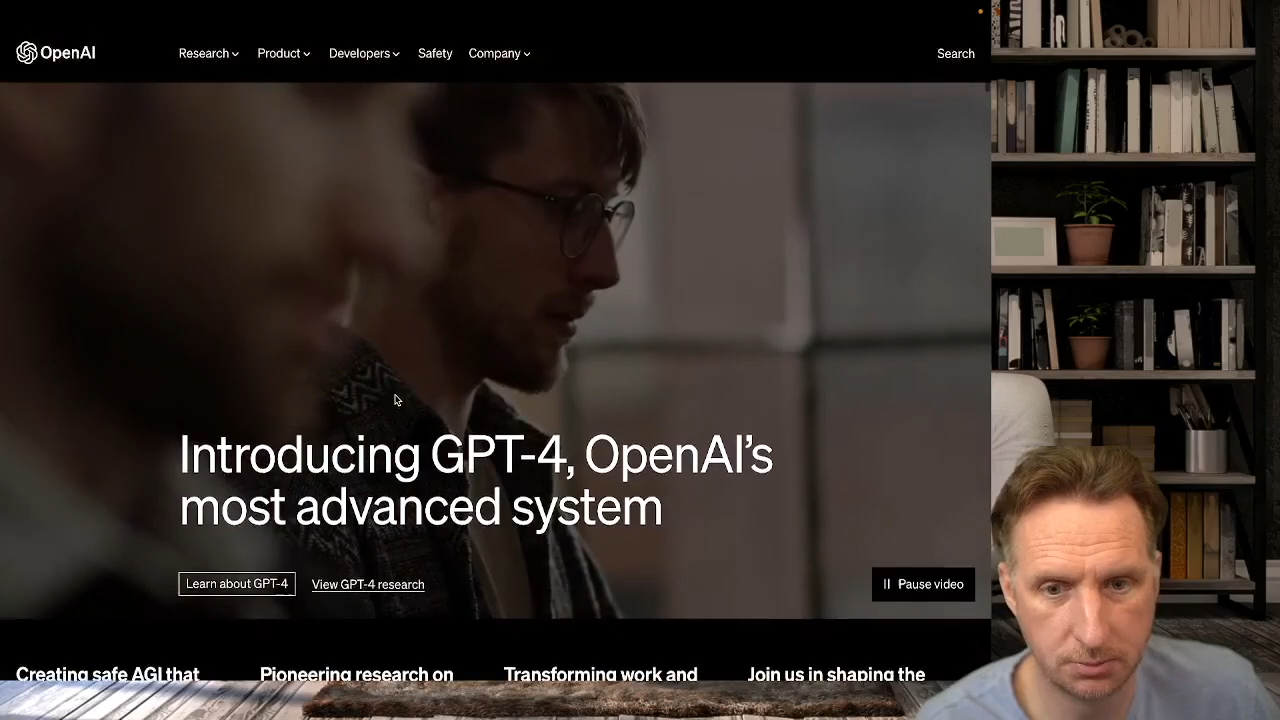 OpenAI
Research
Product
Developers
Safety
Company
Search
Introducing GPT-4, OpenAI's
most advanced system
Learn about GPT-4
View GPT-4 research
Pause video
Creating safe AGI that
Pioneering research on
Transforming work and
Join us in shaping the